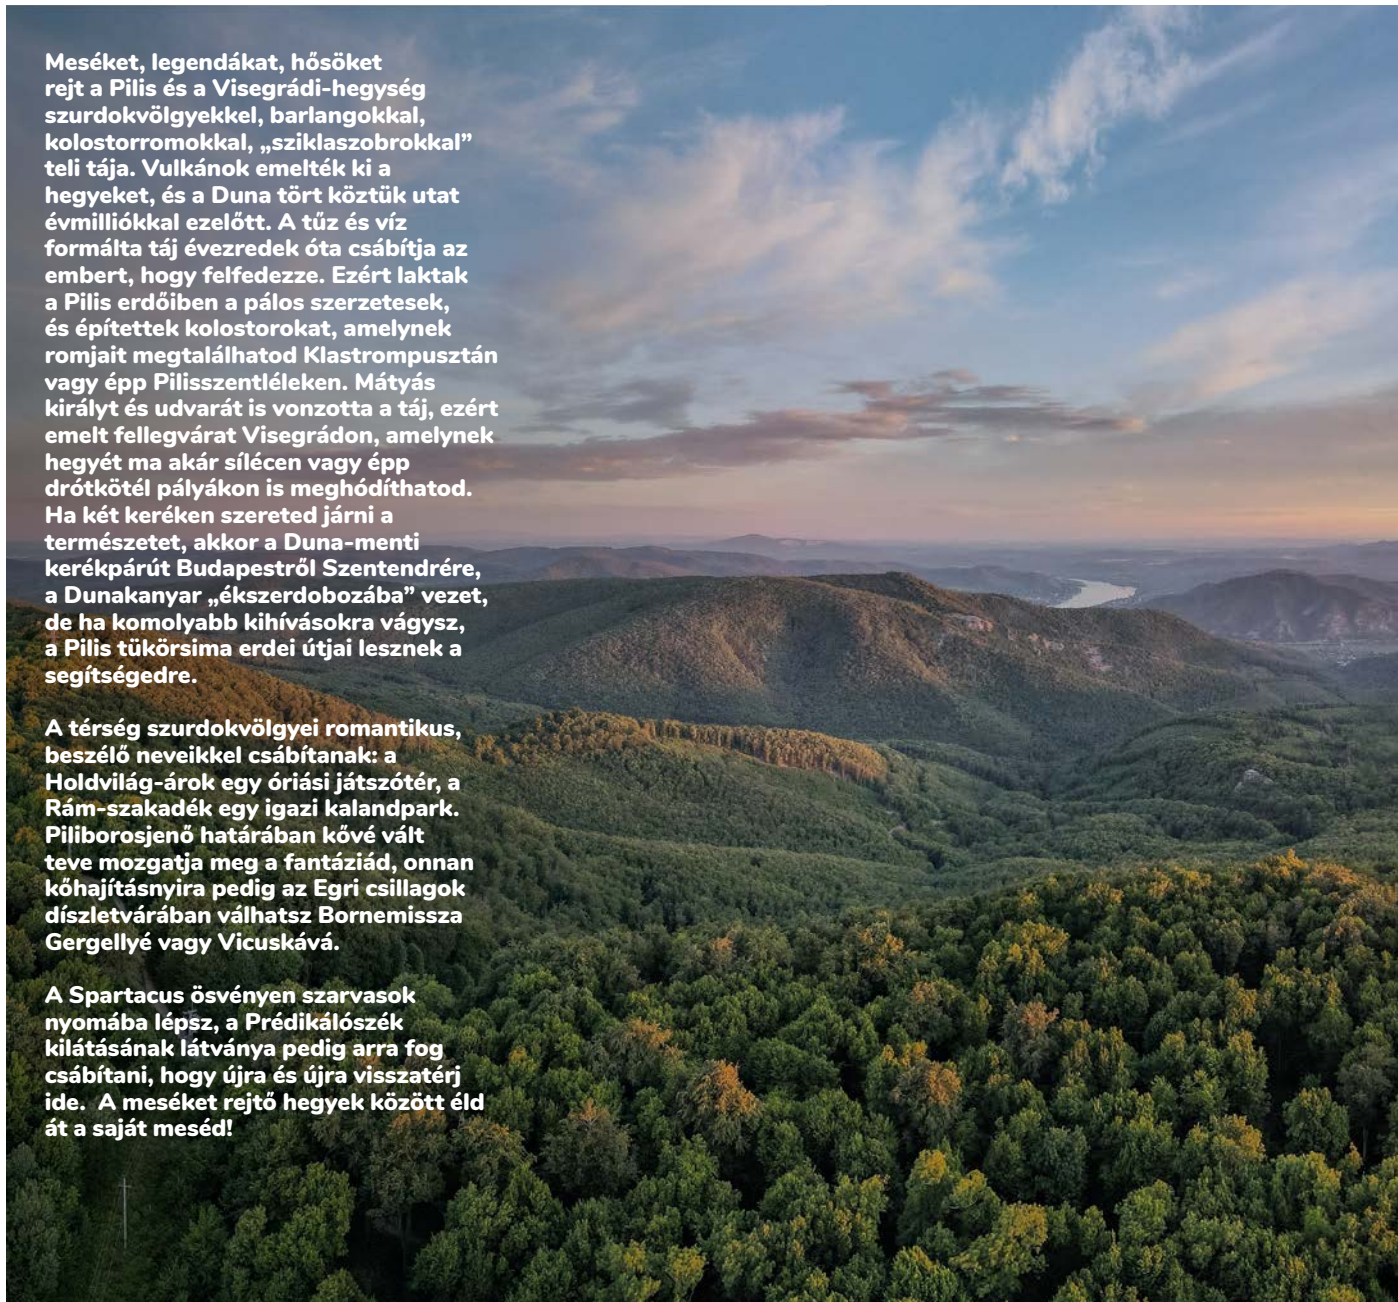 Meséket, legendákat, hősöket
rejt a Pilis és a Visegrádi-hegység
szurdokvölgyekkel, barlangokkal,
kolostorromokkal, „sziklaszobrokkal”
teli tája. Vulkánok emelték ki a
hegyeket, és a Duna tört köztük utat
évmilliókkal ezelőtt. A tűz és víz
formálta táj évezredek óta csábítja az
embert, hogy felfedezze. Ezért laktak
a Pilis erdőiben a pálos szerzetesek,
és építettek kolostorokat, amelynek
romjait megtalálhatod Klastrompusztán
vagy épp Pilisszentléleken. Mátyás
királyt és udvarát is vonzotta a táj, ezért
emelt fellegvárat Visegrádon, amelynek
hegyét ma akár sílécen vagy épp
drótkötél pályákon is meghódíthatod.
Ha két keréken szereted járni a
természetet, akkor a Duna-menti
kerékpárút Budapestről Szentendrére,
a Dunakanyar „ékszerdobozába” vezet,
de ha komolyabb kihívásokra vágysz,
a Pilis tükörsima erdei útjai lesznek a
segítségedre.
A térség szurdokvölgyei romantikus,
beszélő neveikkel csábítanak: a
Holdvilág-árok egy óriási játszótér, a
Rám-szakadék egy igazi kalandpark.
Piliborosjenő határában kővé vált
teve mozgatja meg a fantáziád, onnan
kőhajításnyira pedig az Egri csillagok
díszletvárában válhatsz Bornemissza
Gergellyé vagy Vicuskává.
A Spartacus ösvényen szarvasok
nyomába lépsz, a Prédikálószék
kilátásának látványa pedig arra fog
csábítani, hogy újra és újra visszatérj
ide.  A meséket rejtő hegyek között éld
át a saját meséd!